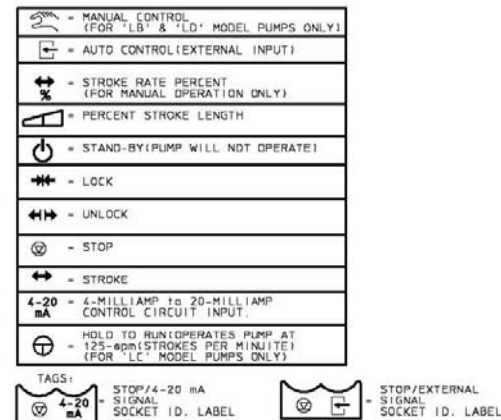 = MANUAL CONTROL
(FOR 'LB' & 'LD' MODEL PUMPS ONLY)
= AUTO CONTROL(EXTERNAL INPUT)
% = STROKE RATE PERCENT
(FOR MANUAL OPERATION ONLY)
= PERCENT STROKE LENGTH
= STAND-BY(PUMP WILL NOT OPERATE)
= LOCK
= UNLOCK
= STOP
= STROKE
4-20 mA = 4-MILLIAMP to 20-MILLIAMP
CONTROL CIRCUIT INPUT.
HOLD TO RUN(OPERATES PUMP AT
= 125-spm(STROKES PER MINUITE)
(FOR 'LC' MODEL PUMPS ONLY)
TAGS:
4-20 mA = STOP/4-20 mA
SIGNAL
SOCKET ID. LABEL
= STOP/EXTERNAL
SIGNAL
SOCKET ID. LABEL